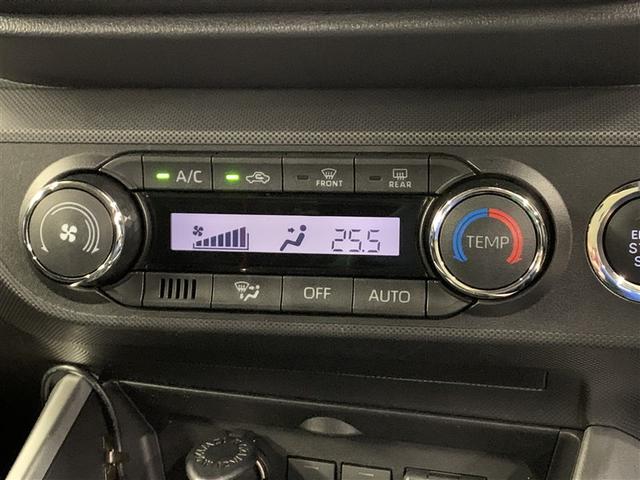 A/C
FRONT
REAR
25.5
TEMP
OFF
AUTO